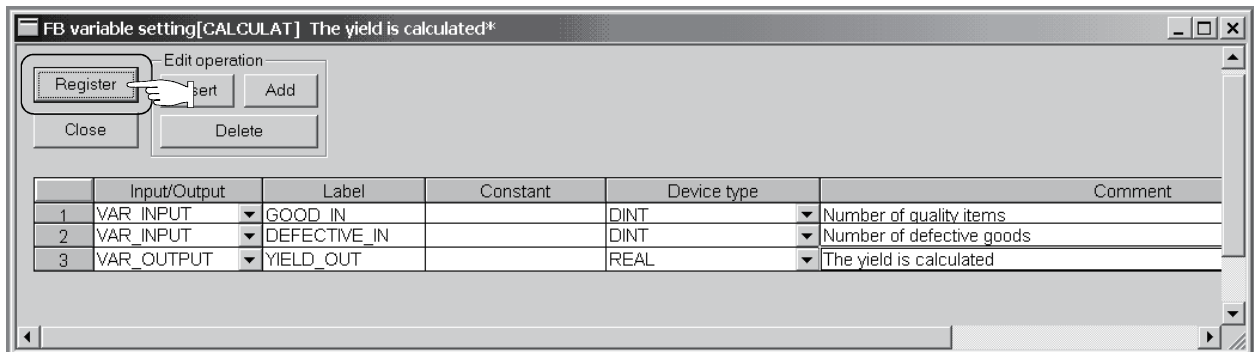 FB variable setting[CALCULAT] The yield is calculated*
Edit operation
Register
Add
Close
Delete
Input/Output Label Constant Device type Comment
1 VAR_INPUT GOOD_IN DINT Number of quality items
2 VAR_INPUT DEFECTIVE_IN DINT Number of defective goods
3 VAR_OUTPUT YIELD_OUT REAL The yield is calculated